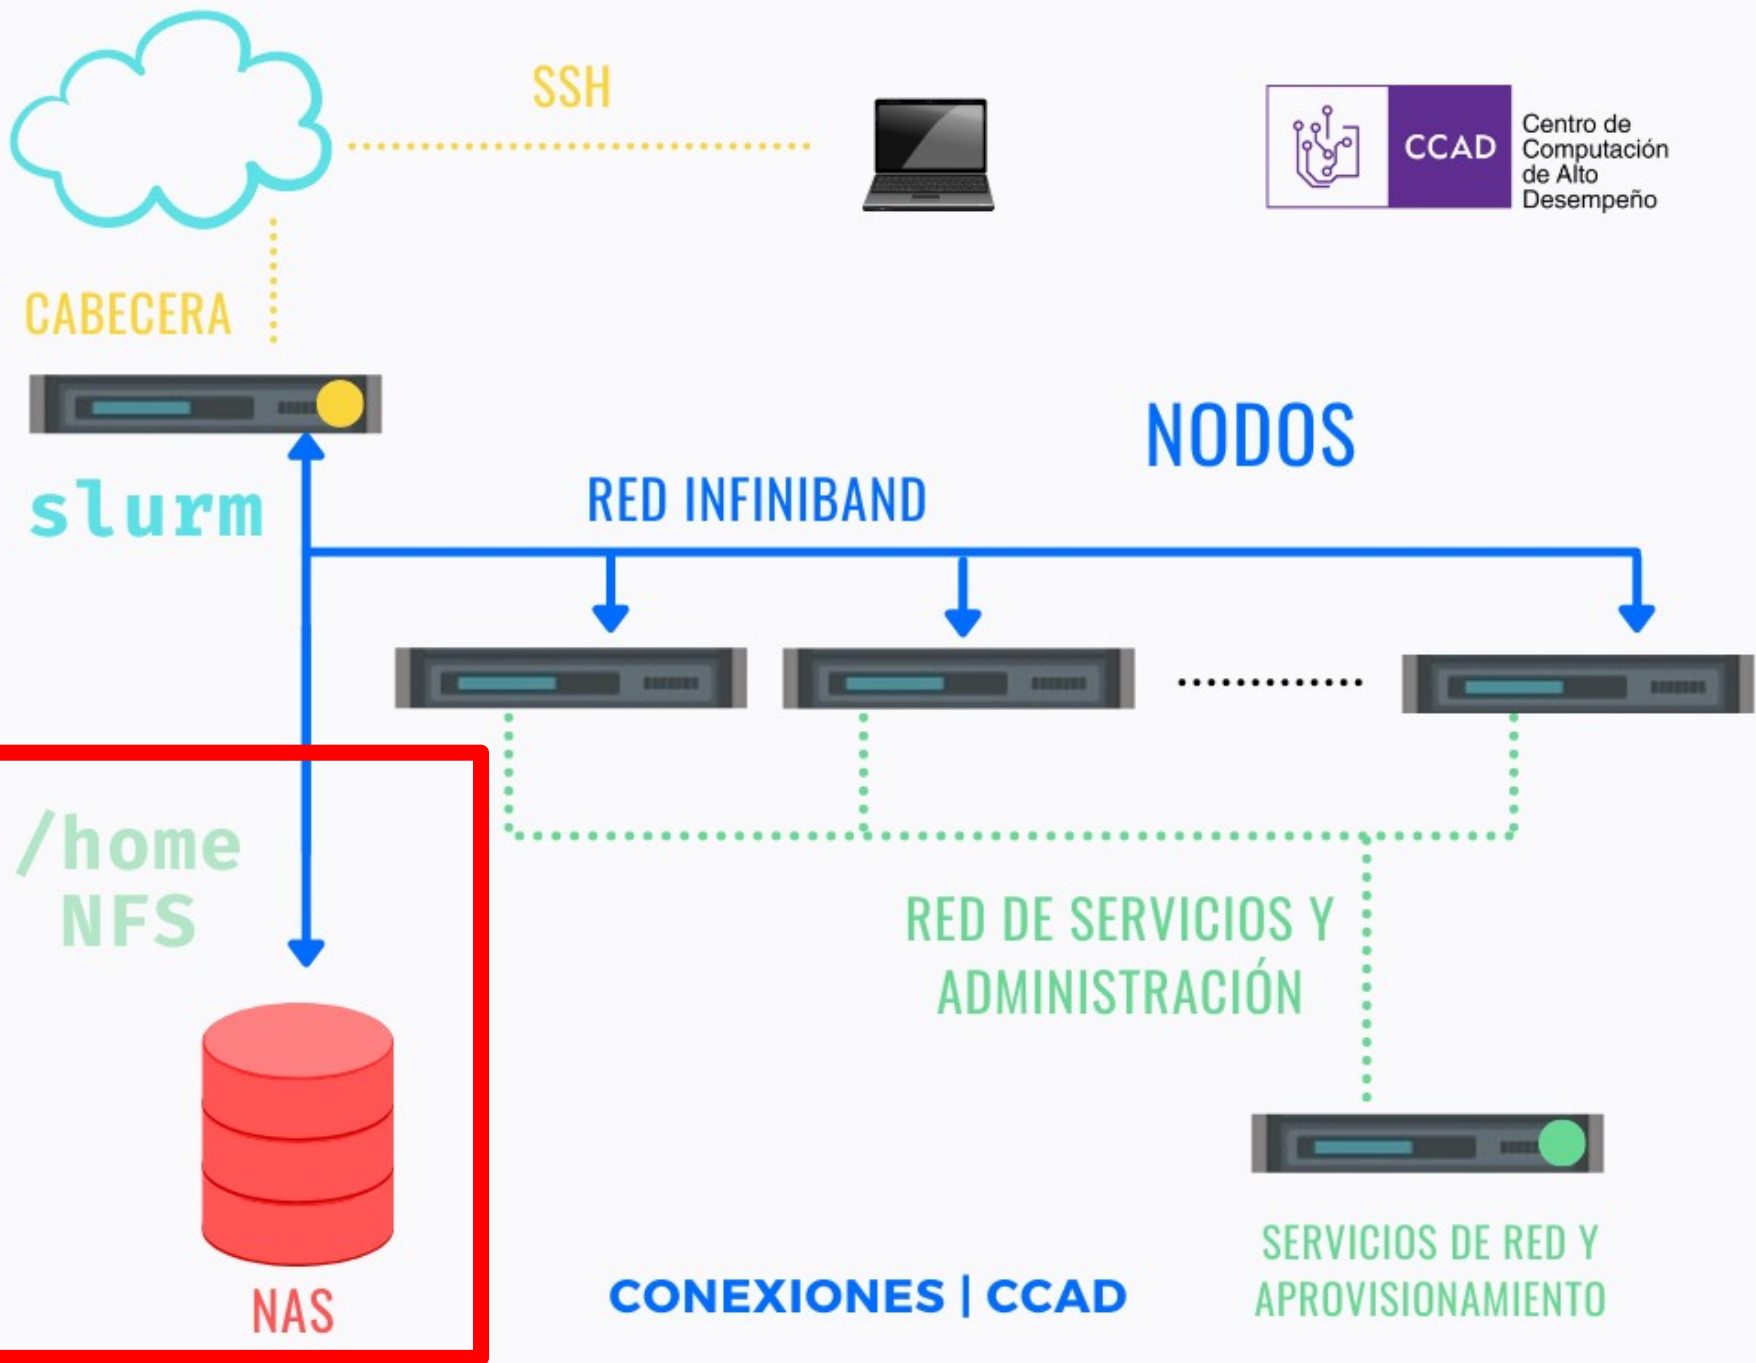 SSH
CCAD
Centro de
Computación
de Alto
Desempeño
CABECERA
slurm
NODOS
RED INFINIBAND
/home
NFS
RED DE SERVICIOS Y
ADMINISTRACIÓN
NAS
CONEXIONES | CCAD
SERVICIOS DE RED Y
APROVISIONAMIENTO